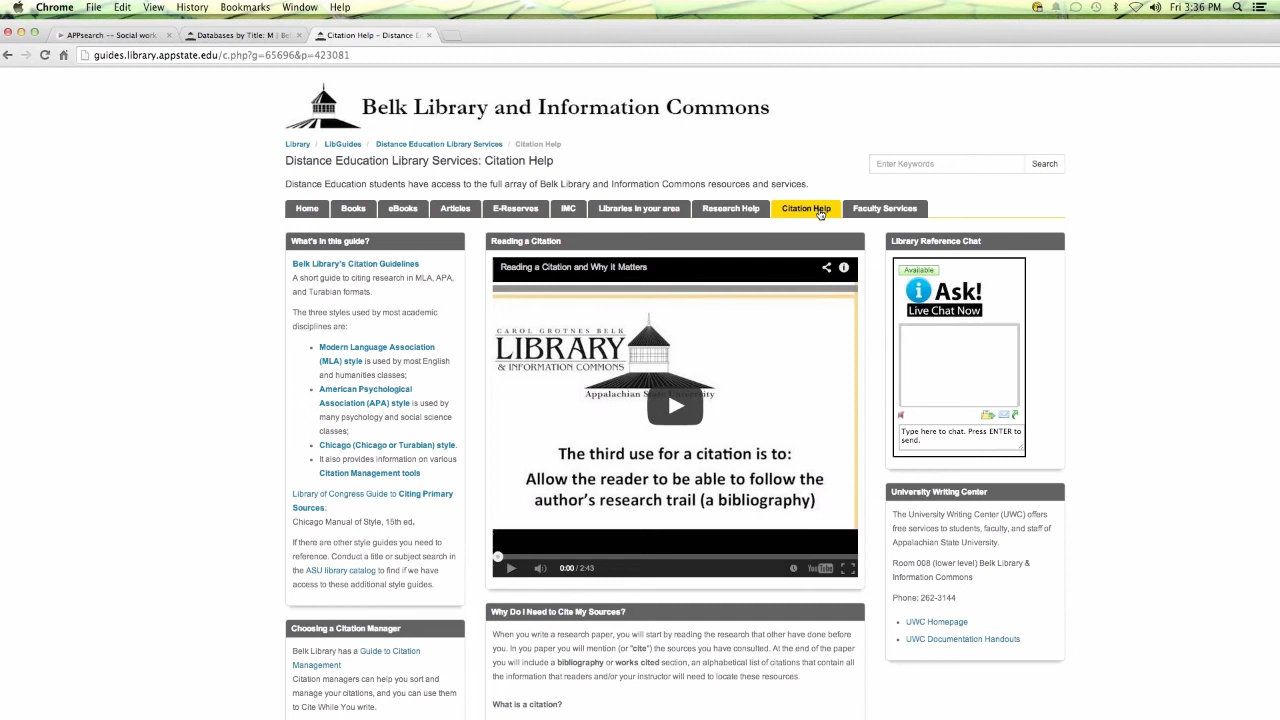 Chrome File Edit View History Bookmarks Window Help Fri 3:36 PM
APPsearch -- Social work Databases by Title: M | Bel Citation Help - Distance E
guides.library.appstate.edu/c.php?g=65696&p=423081
Belk Library and Information Commons
Library / LibGuides / Distance Education Library Services / Citation Help
Distance Education Library Services: Citation Help
Enter Keywords Search
Distance Education students have access to the full array of Belk Library and Information Commons resources and services.
Home Books eBooks Articles E-Reserves IMC Libraries in your area Research Help Citation Help Faculty Services
What's in this guide?
Belk Library's Citation Guidelines
A short guide to citing research in MLA, APA,
and Turabian formats.
The three styles used by most academic
disciplines are:
Modern Language Association
(MLA) style is used by most English
and humanities classes;
American Psychological
Association (APA) style is used by
many psychology and social science
classes;
Chicago (Chicago or Turabian) style.
It also provides information on various
Citation Management tools
Library of Congress Guide to Citing Primary
Sources:
Chicago Manual of Style, 15th ed.
If there are other style guides you need to
reference. Conduct a title or subject search in
the ASU library catalog to find if we have
access to these additional style guides.
Choosing a Citation Manager
Belk Library has a Guide to Citation
Management
Citation managers can help you sort and
manage your citations, and you can use them
to Cite While You write.
Reading a Citation
Reading a Citation and Why It Matters
CAROL GROTNES BELK
LIBRARY
& INFORMATION COMMONS
Appalachian State University
The third use for a citation is to:
Allow the reader to be able to follow the
author's research trail (a bibliography)
0:00 / 2:43 YouTube
Why Do I Need to Cite My Sources?
When you write a research paper, you will start by reading the research that other have done before
you. In you paper you will mention (or "cite") the sources you have consulted. At the end of the paper
you will include a bibliography or works cited section, an alphabetical list of citations that contain all
the information that readers and/or your instructor will need to locate these resources.
What is a citation?
Library Reference Chat
Available
Ask!
Live Chat Now
Type here to chat. Press ENTER to
send.
University Writing Center
The University Writing Center (UWC) offers
free services to students, faculty, and staff of
Appalachian State University.
Room 008 (lower level) Belk Library &
Information Commons
Phone: 262-3144
UWC Homepage
UWC Documentation Handouts